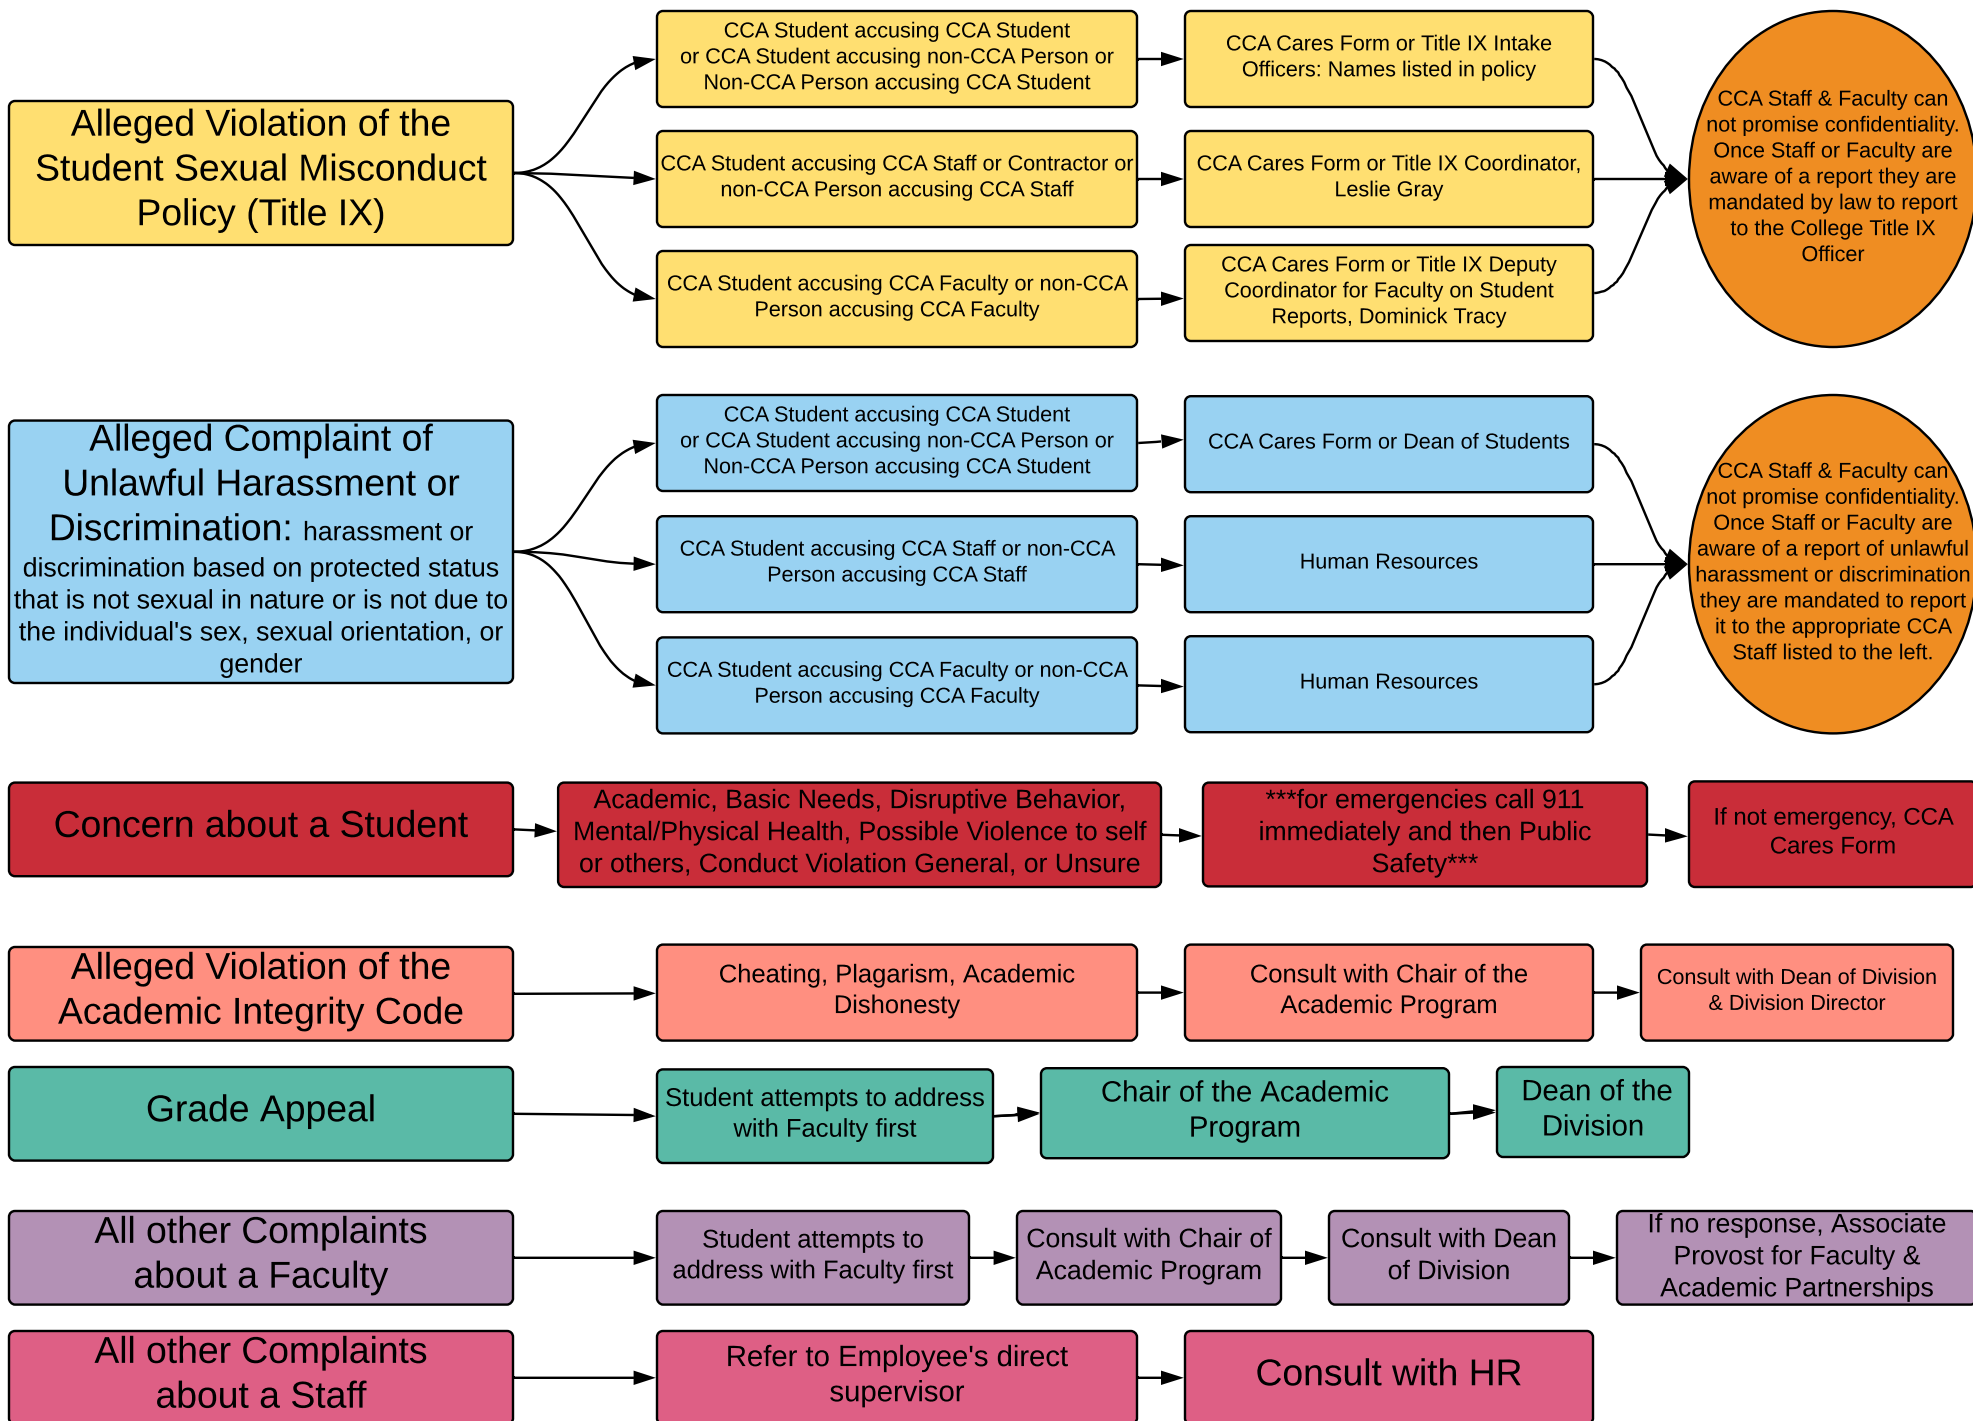 Alleged Violation of the
Student Sexual Misconduct
Policy (Title IX)
CCA Student accusing CCA Student
or CCA Student accusing non-CCA Person or
Non-CCA Person accusing CCA Student
CCA Cares Form or Title IX Intake
Officers: Names listed in policy
CCA Student accusing CCA Staff or Contractor or
non-CCA Person accusing CCA Staff
CCA Cares Form or Title IX Coordinator,
Leslie Gray
CCA Student accusing CCA Faculty or non-CCA
Person accusing CCA Faculty
CCA Cares Form or Title IX Deputy
Coordinator for Faculty on Student
Reports, Dominick Tracy
CCA Staff & Faculty can
not promise confidentiality.
Once Staff or Faculty are
aware of a report they are
mandated by law to report
to the College Title IX
Officer
Alleged Complaint of
Unlawful Harassment or
Discrimination: harassment or
discrimination based on protected status
that is not sexual in nature or is not due to
the individual's sex, sexual orientation, or
gender
CCA Student accusing CCA Student
or CCA Student accusing non-CCA Person or
Non-CCA Person accusing CCA Student
CCA Cares Form or Dean of Students
CCA Student accusing CCA Staff or non-CCA
Person accusing CCA Staff
Human Resources
CCA Student accusing CCA Faculty or non-CCA
Person accusing CCA Faculty
Human Resources
CCA Staff & Faculty can
not promise confidentiality.
Once Staff or Faculty are
aware of a report of unlawful
harassment or discrimination
they are mandated to report
it to the appropriate CCA
Staff listed to the left.
Concern about a Student
Academic, Basic Needs, Disruptive Behavior,
Mental/Physical Health, Possible Violence to self
or others, Conduct Violation General, or Unsure
***for emergencies call 911
immediately and then Public
Safety***
If not emergency, CCA
Cares Form
Alleged Violation of the
Academic Integrity Code
Cheating, Plagarism, Academic
Dishonesty
Consult with Chair of the
Academic Program
Consult with Dean of Division
& Division Director
Grade Appeal
Student attempts to address
with Faculty first
Chair of the Academic
Program
Dean of the
Division
All other Complaints
about a Faculty
Student attempts to
address with Faculty first
Consult with Chair of
Academic Program
Consult with Dean
of Division
If no response, Associate
Provost for Faculty &
Academic Partnerships
All other Complaints
about a Staff
Refer to Employee's direct
supervisor
Consult with HR